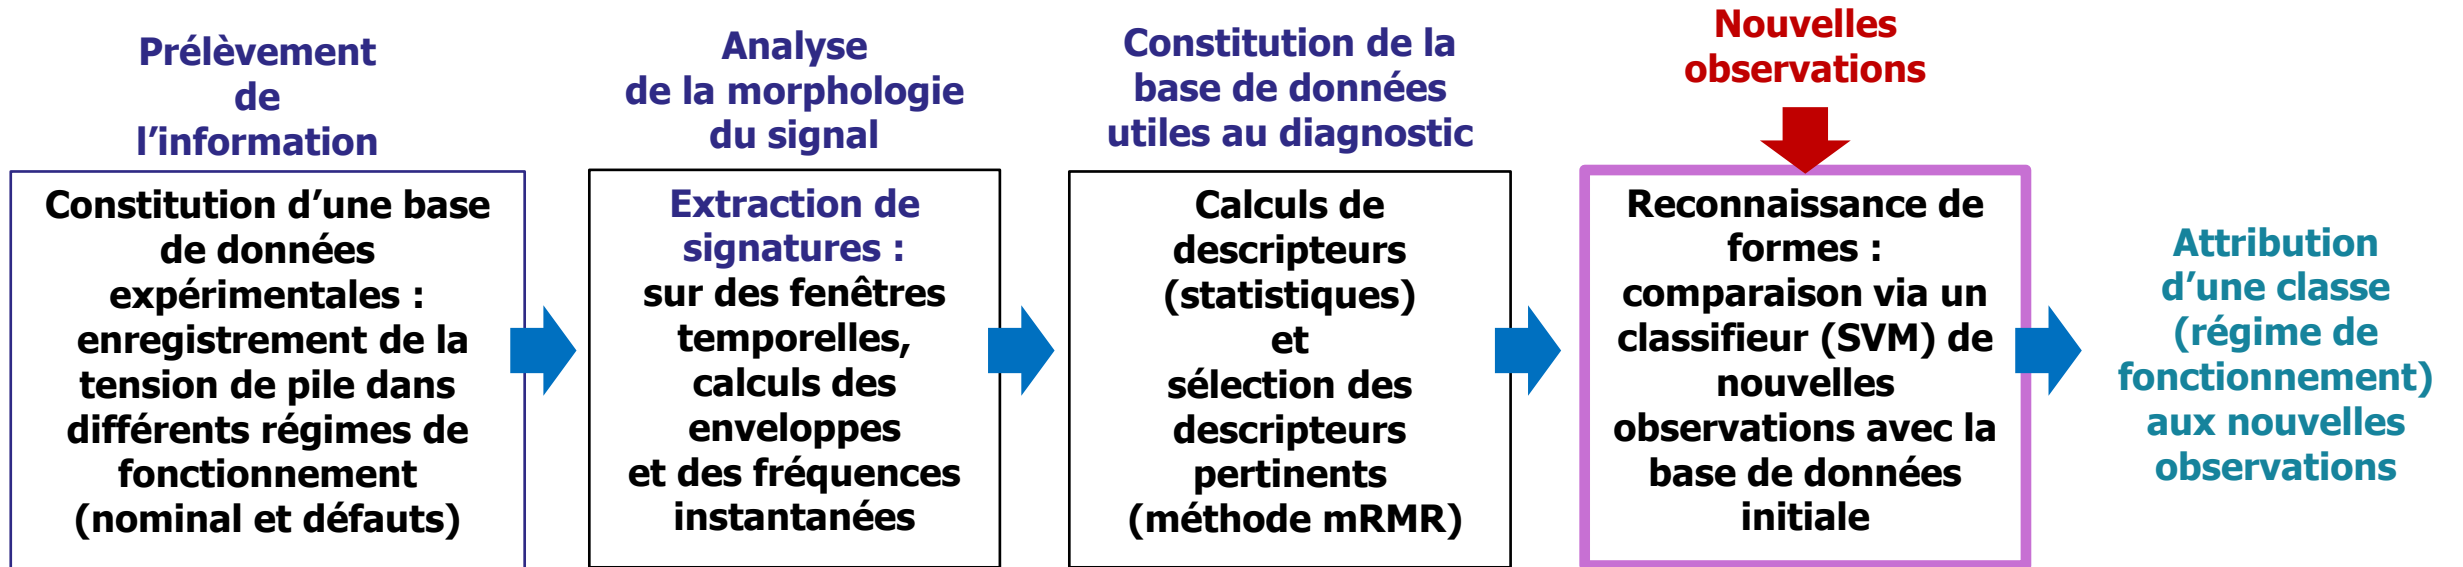 Prélèvement
de
l’information
Constitution d’une base
de données
expérimentales :
enregistrement de la
tension de pile dans
différents régimes de
fonctionnement
(nominal et défauts)
Analyse
de la morphologie
du signal
Extraction de
signatures :
sur des fenêtres
temporelles,
calculs des
enveloppes
et des fréquences
instantanées
Constitution de la
base de données
utiles au diagnostic
Calculs de
descripteurs
(statistiques)
et
sélection des
descripteurs
pertinents
(méthode mRMR)
Nouvelles
observations
Reconnaissance de
formes :
comparaison via un
classifieur (SVM) de
nouvelles
observations avec la
base de données
initiale
Attribution
d’une classe
(régime de
fonctionnement)
aux nouvelles
observations